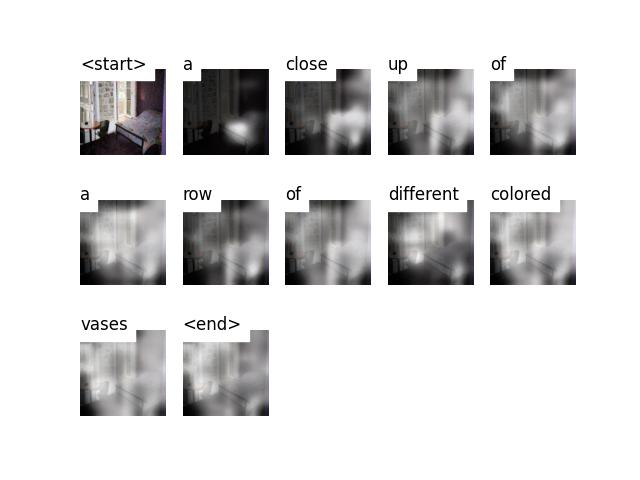 <start> a close up of
a row of different colored
vases <end>